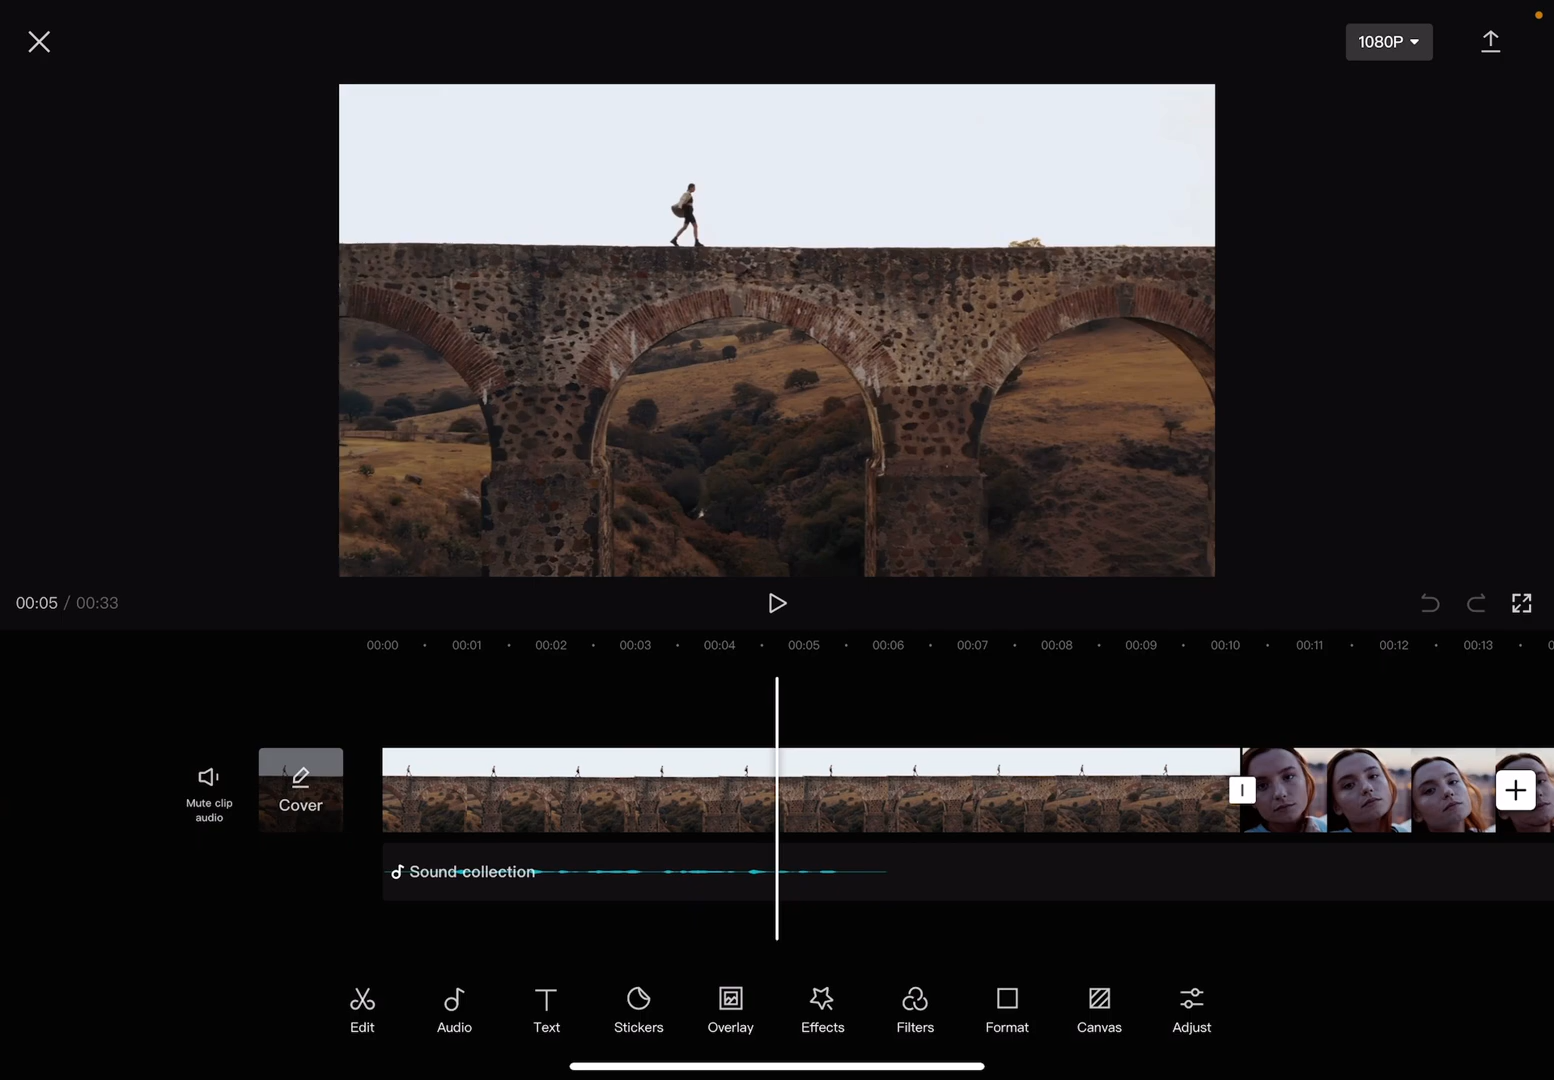 1080P
00:05 / 00:33
00:00 00:01 00:02 00:03 00:04 00:05 00:06 00:07 00:08 00:09 00:10 00:11 00:12 00:13
Mute clip
audio
Cover
Sound collection
Edit Audio Text Stickers Overlay Effects Filters Format Canvas Adjust